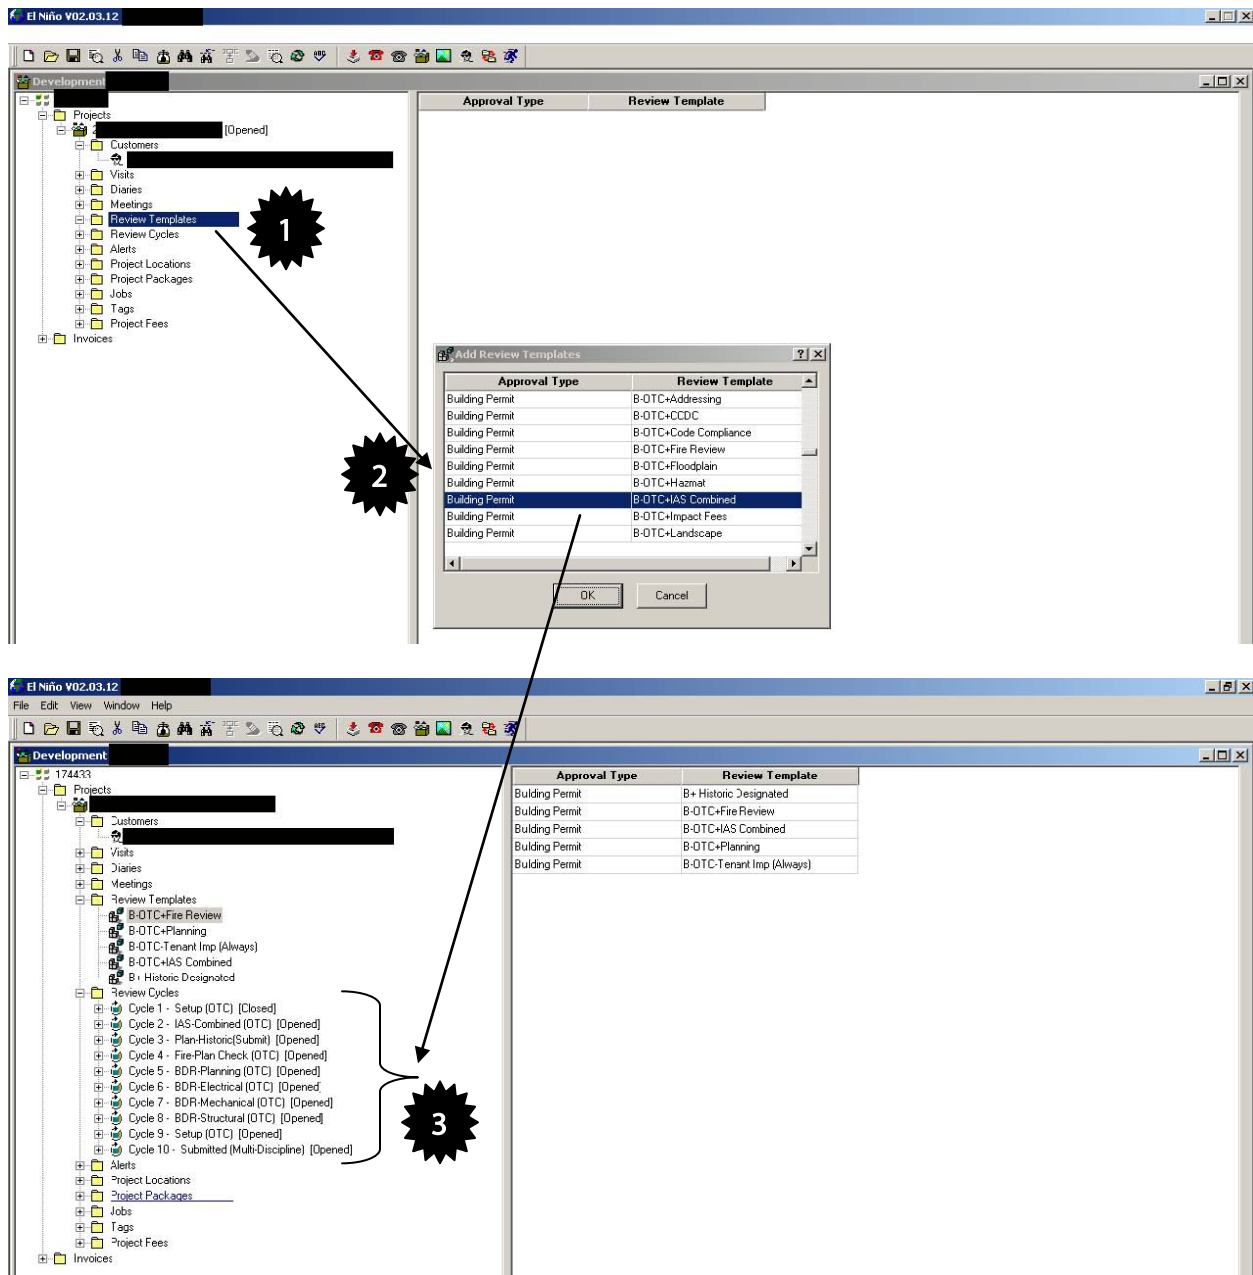 El Niño V02.03.12
Development
Projects
[Opened]
Customers
Visits
Diaries
Meetings
Review Templates
Review Cycles
Alerts
Project Locations
Project Packages
Jobs
Tags
Project Fees
Invoices
1
Approval Type Review Template
Add Review Templates
Approval Type Review Template
Building Permit B-OTC+Addressing
Building Permit B-OTC+CCDC
Building Permit B-OTC+Code Compliance
Building Permit B-OTC+Fire Review
Building Permit B-OTC+Floodplain
Building Permit B-OTC+Hazmat
Building Permit B-OTC+IAS Combined
Building Permit B-OTC+Impact Fees
Building Permit B-OTC+Landscape
OK Cancel
2
El Niño V02.03.12
File Edit View Window Help
Development
174433
Projects
Customers
Visits
Diaries
Meetings
Review Templates
B-OTC+Fire Review
B-OTC+Planning
B-OTC-Tenant Imp (Always)
B-OTC+IAS Combined
B+ Historic Designated
Review Cycles
Cycle 1 - Setup (OTC) [Closed]
Cycle 2 - IAS-Combined (OTC) [Opened]
Cycle 3 - Plan-Historic(Submit) [Opened]
Cycle 4 - Fire-Plan Check (OTC) [Opened]
Cycle 5 - BDR-Planning (OTC) [Opened]
Cycle 6 - BDR-Electrical (OTC) [Opened]
Cycle 7 - BDR-Mechanical (OTC) [Opened]
Cycle 8 - BDR-Structural (OTC) [Opened]
Cycle 9 - Setup (OTC) [Opened]
Cycle 10 - Submitted (Multi-Discipline) [Opened]
Alerts
Project Locations
Project Packages
Jobs
Tags
Project Fees
Invoices
3
Approval Type Review Template
Building Permit B+ Historic Designated
Building Permit B-OTC+Fire Review
Building Permit B-OTC+IAS Combined
Building Permit B-OTC+Planning
Building Permit B-OTC-Tenant Imp (Always)